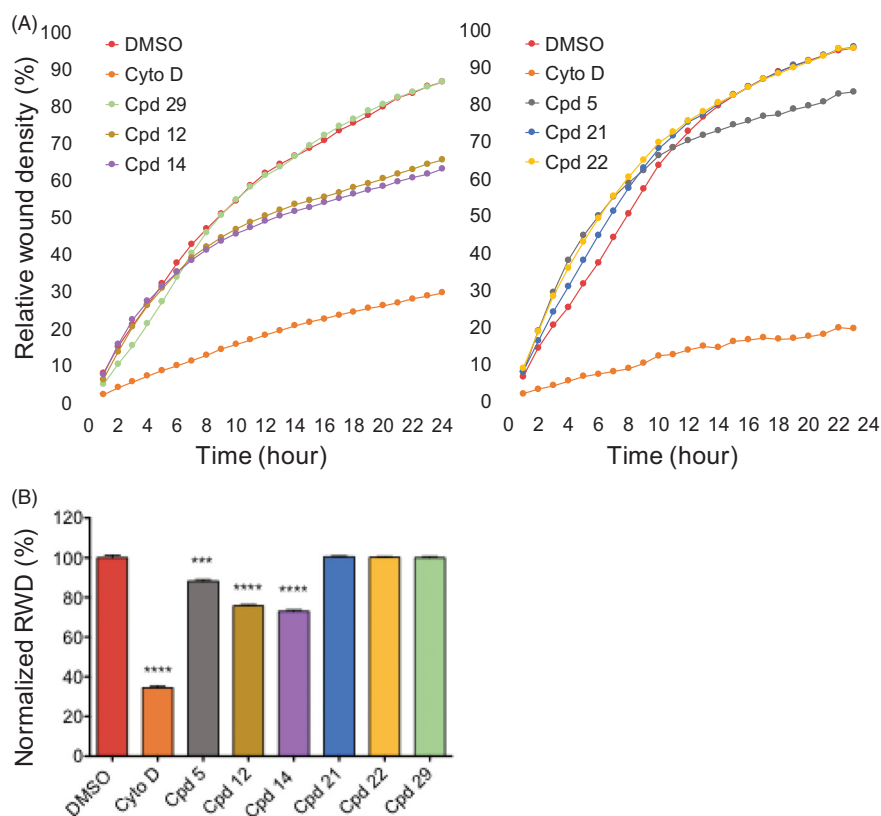 (A)
Relative wound density (%)
100
90
80
70
60
50
40
30
20
10
0
DMSO
Cyto D
Cpd 29
Cpd 12
Cpd 14
0 2 4 6 8 10 12 14 16 18 20 22 24
Time (hour)
100
90
80
70
60
50
40
30
20
10
0
DMSO
Cyto D
Cpd 5
Cpd 21
Cpd 22
0 2 4 6 8 10 12 14 16 18 20 22 24
Time (hour)
(B)
Normalized RWD (%)
120
100
80
60
40
20
0
****
***
****
****
DMSO
Cyto D
Cpd 5
Cpd 12
Cpd 14
Cpd 21
Cpd 22
Cpd 29